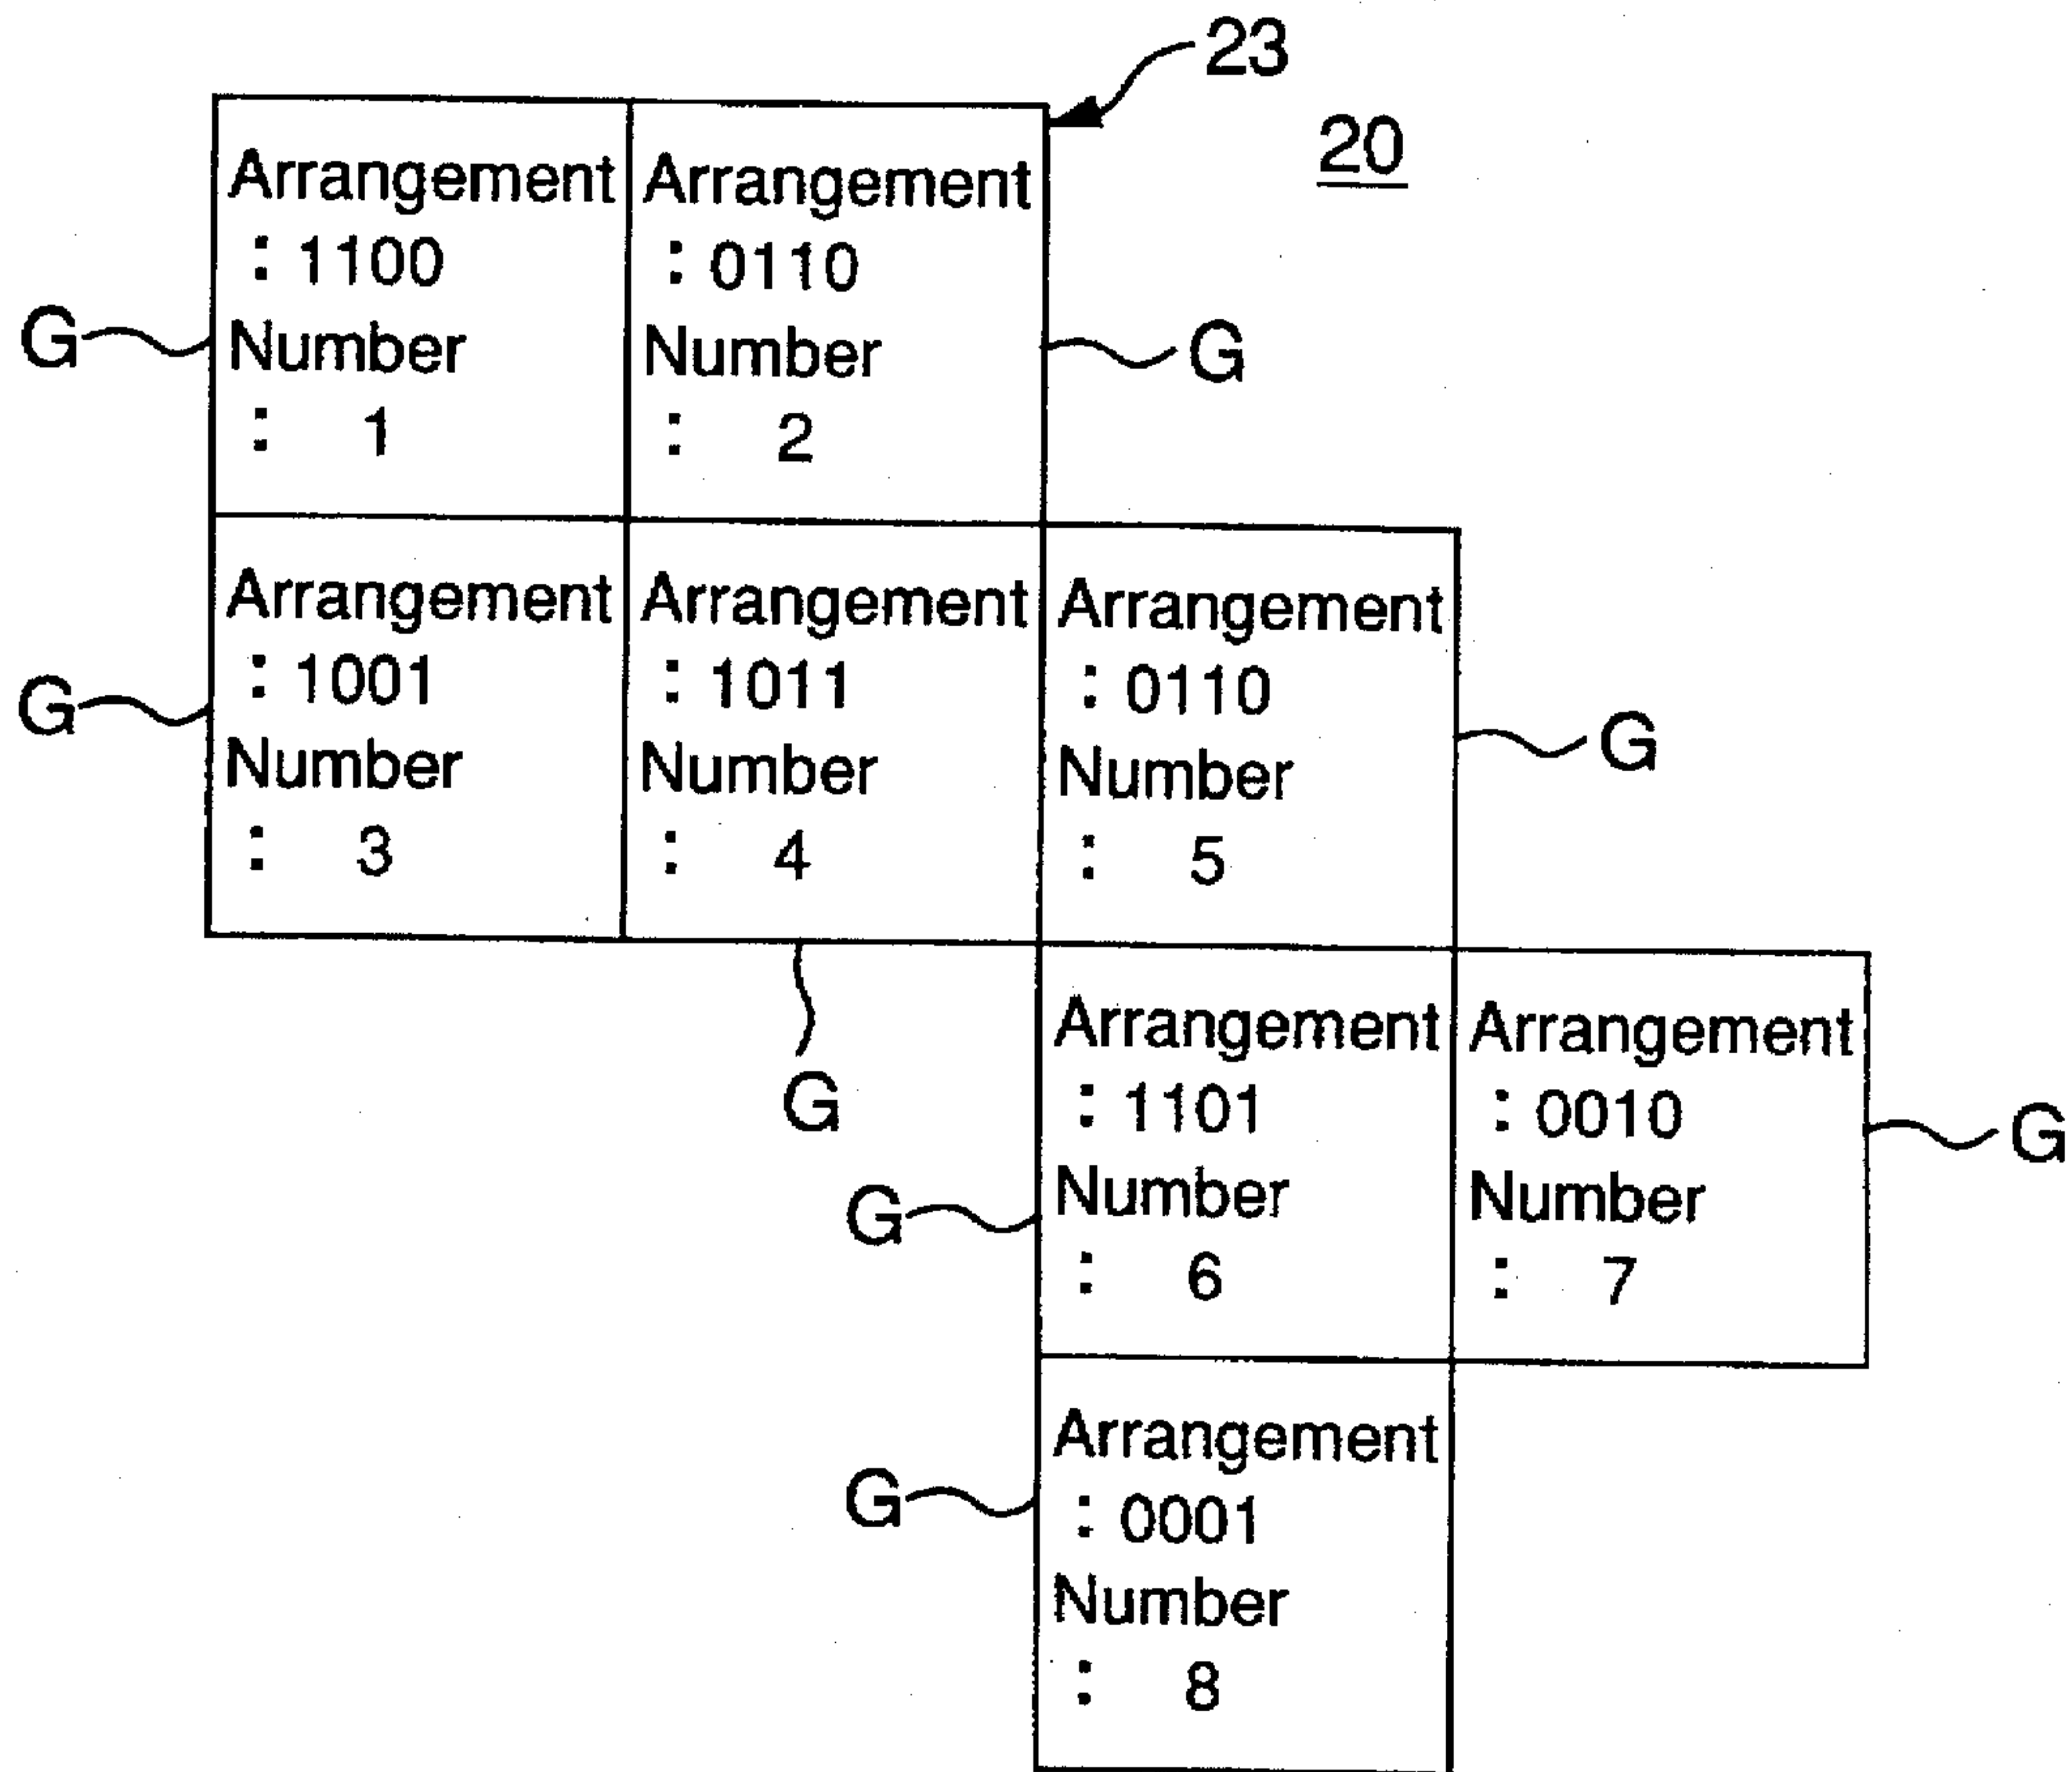 23
20
Arrangement
: 1100
Number
: 1
Arrangement
: 0110
Number
: 2
G
G
Arrangement
: 1001
Number
: 3
Arrangement
: 1011
Number
: 4
Arrangement
: 0110
Number
: 5
G
G
G
Arrangement
: 1101
Number
: 6
Arrangement
: 0010
Number
: 7
G
G
Arrangement
: 0001
Number
: 8
G